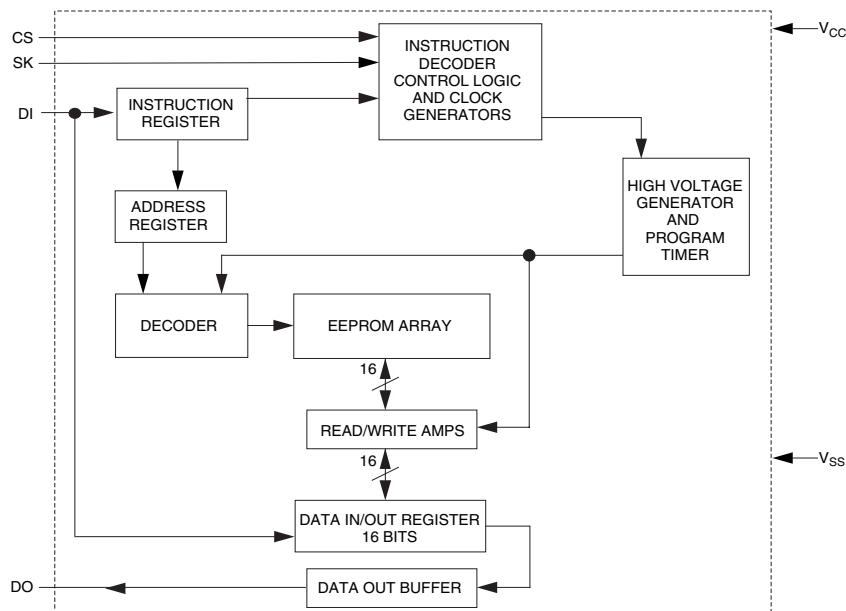 CS
SK
DI
INSTRUCTION
REGISTER
INSTRUCTION
DECODER
CONTROL LOGIC
AND CLOCK
GENERATORS
VCC
ADDRESS
REGISTER
HIGH VOLTAGE
GENERATOR
AND
PROGRAM
TIMER
DECODER
EEPROM ARRAY
16
READ/WRITE AMPS
16
VSS
DATA IN/OUT REGISTER
16 BITS
DO
DATA OUT BUFFER